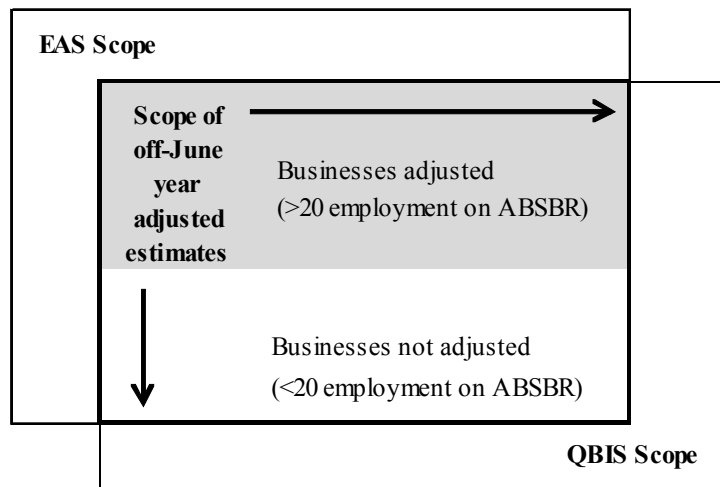 EAS Scope
Scope of
off-June
year
adjusted
estimates
Businesses adjusted
(>20 employment on ABSBR)
Businesses not adjusted
(<20 employment on ABSBR)
QBIS Scope